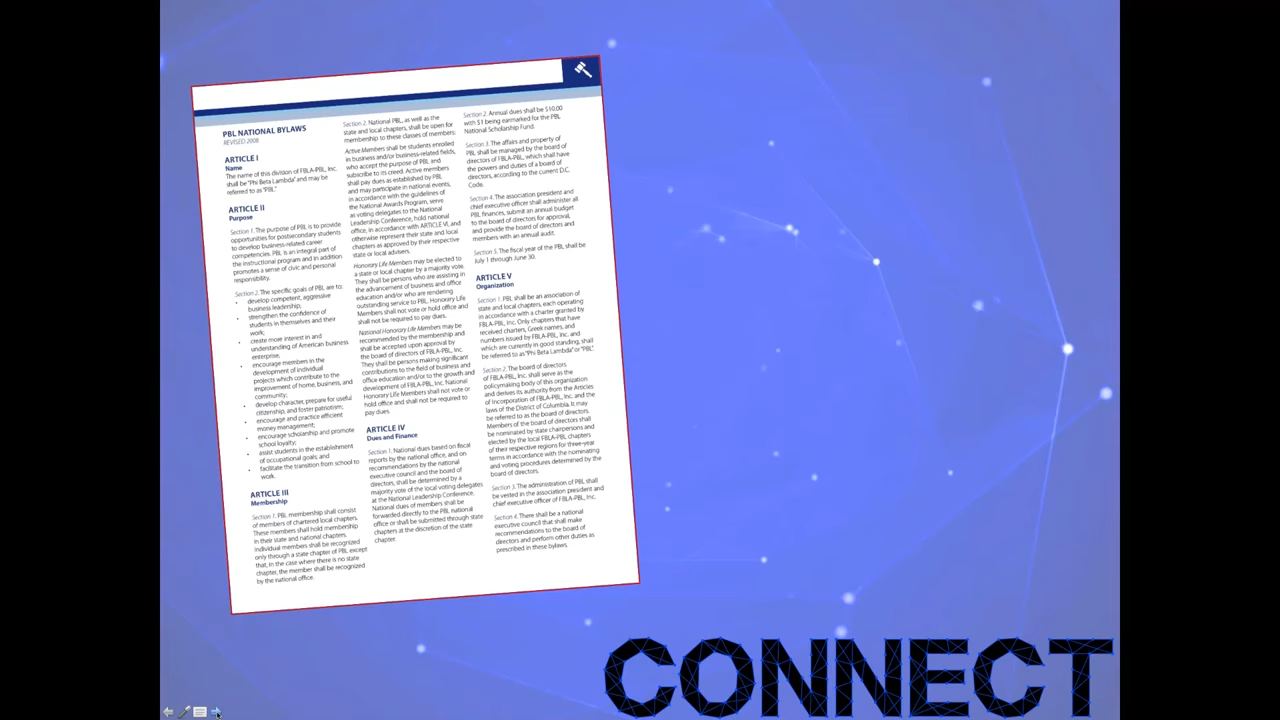 PBL NATIONAL BYLAWS
REVISED 2008
ARTICLE I
Name
The name of this division of FBLA-PBL, Inc.
shall be "Phi Beta Lambda" and may be
referred to as "PBL."
ARTICLE II
Purpose
Section 1. The purpose of PBL is to provide
opportunities for postsecondary students
to develop business-related career
competencies. PBL is an integral part of
the instructional program and in addition
promotes a sense of civic and personal
responsibility.
Section 2. The specific goals of PBL are to:
• develop competent, aggressive
business leadership;
• strengthen the confidence of
students in themselves and their
work;
• create more interest in and
understanding of American business
enterprise;
• encourage members in the
development of individual
projects which contribute to the
improvement of home, business, and
community;
• develop character, prepare for useful
citizenship, and foster patriotism;
• encourage and practice efficient
money management;
• encourage scholarship and promote
school loyalty;
• assist students in the establishment
of occupational goals; and
• facilitate the transition from school to
work.
ARTICLE III
Membership
Section 1. PBL membership shall consist
of members of chartered local chapters.
These members shall hold membership
in their state and national chapters.
Individual members shall be recognized
only through a state chapter of PBL except
that, in the case where there is no state
chapter, the member shall be recognized
by the national office.
Section 2. National PBL, as well as the
state and local chapters, shall be open for
membership to these classes of members:
Active Members shall be students enrolled
in business and/or business-related fields,
who accept the purpose of PBL and
subscribe to its creed. Active members
shall pay dues as established by PBL
and may participate in national events,
in accordance with the guidelines of
the National Awards Program, serve
as voting delegates to the National
Leadership Conference, hold national
office, in accordance with ARTICLE VI, and
otherwise represent their state and local
chapters as approved by their respective
state or local advisers.
Honorary Life Members may be elected to
a state or local chapter by a majority vote.
They shall be persons who are assisting in
the advancement of business and office
education and/or who are rendering
outstanding service to PBL. Honorary Life
Members shall not vote or hold office and
shall not be required to pay dues.
National Honorary Life Members may be
recommended by the membership and
shall be accepted upon approval by
the board of directors of FBLA-PBL, Inc.
They shall be persons making significant
contributions to the field of business and
office education and/or to the growth and
development of FBLA-PBL, Inc. National
Honorary Life Members shall not vote or
hold office and shall not be required to
pay dues.
ARTICLE IV
Dues and Finance
Section 1. National dues based on fiscal
reports by the national office, and on
recommendations by the national
executive council and the board of
directors, shall be determined by a
majority vote of the local voting delegates
at the National Leadership Conference.
National dues of members shall be
forwarded directly to the PBL national
office or shall be submitted through state
chapters at the discretion of the state
chapter.
Section 2. Annual dues shall be $10.00
with $1 being earmarked for the PBL
National Scholarship Fund.
Section 3. The affairs and property of
PBL shall be managed by the board of
directors of FBLA-PBL, which shall have
the powers and duties of a board of
directors, according to the current D.C.
Code.
Section 4. The association president and
chief executive officer shall administer all
PBL finances, submit an annual budget
to the board of directors for approval,
and provide the board of directors and
members with an annual audit.
Section 5. The fiscal year of the PBL shall be
July 1 through June 30.
ARTICLE V
Organization
Section 1. PBL shall be an association of
state and local chapters, each operating
in accordance with a charter granted by
FBLA-PBL, Inc. Only chapters that have
received charters, Greek names, and
numbers issued by FBLA-PBL, Inc. and
which are currently in good standing, shall
be referred to as "Phi Beta Lambda" or "PBL".
Section 2. The board of directors
of FBLA-PBL, Inc. shall serve as the
policymaking body of this organization
and derives its authority from the Articles
of Incorporation of FBLA-PBL, Inc. and the
laws of the District of Columbia. It may
be referred to as the board of directors.
Members of the board of directors shall
be nominated by state chairpersons and
elected by the local FBLA-PBL chapters
of their respective regions for three-year
terms in accordance with the nominating
and voting procedures determined by the
board of directors.
Section 3. The administration of PBL shall
be vested in the association president and
chief executive officer of FBLA-PBL, Inc.
Section 4. There shall be a national
executive council that shall make
recommendations to the board of
directors and perform other duties as
prescribed in these bylaws.
CONNECT